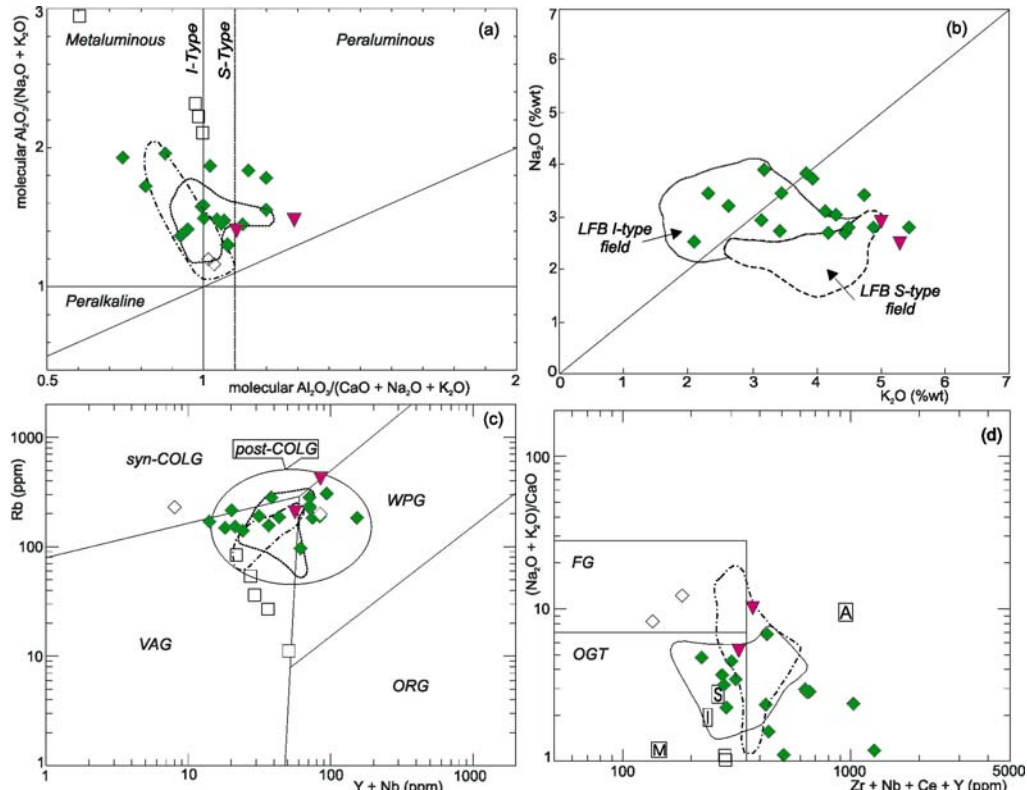 (a)
molecular Al₂O₃/(Na₂O + K₂O)
3
2
1
Metaluminous
I-Type
S-Type
Peraluminous
Peralkaline
0.5
1
2
molecular Al₂O₃/(CaO + Na₂O + K₂O)
(b)
Na₂O (%wt)
7
6
5
4
3
2
1
0
LFB I-type
field
LFB S-type
field
0
1
2
3
4
5
6
7
K₂O (%wt)
(c)
Rb (ppm)
1000
100
10
1
syn-COLG
post-COLG
WPG
VAG
ORG
1
10
100
1000
Y + Nb (ppm)
(d)
(Na₂O + K₂O)/CaO
100
10
1
FG
OGT
A
S
I
M
100
1000
5000
Zr + Nb + Ce + Y (ppm)